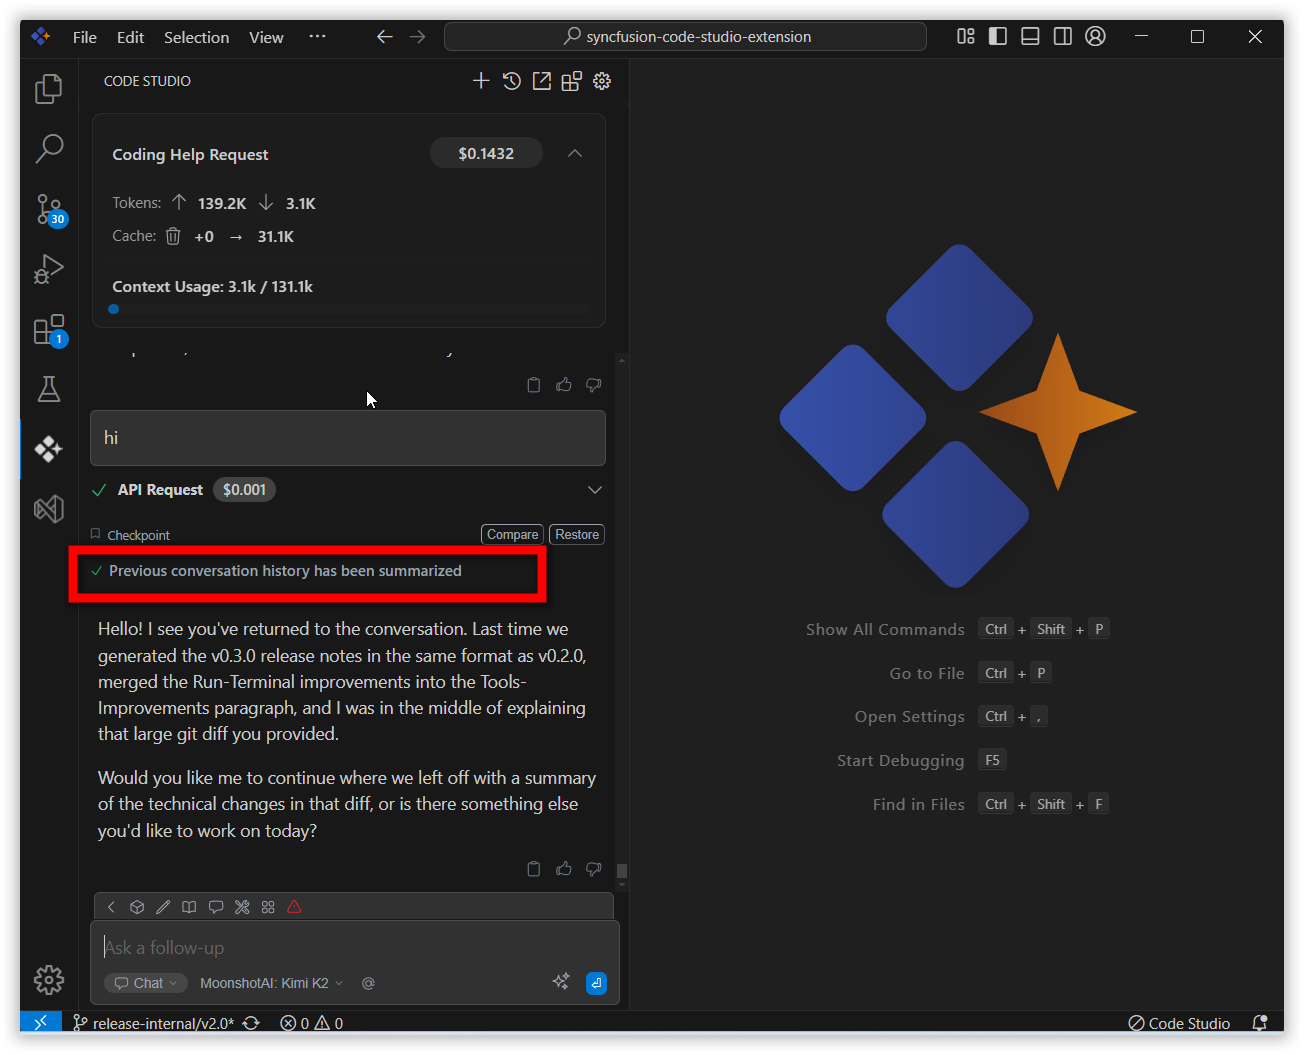 File Edit Selection View ···
syncfusion-code-studio-extension
CODE STUDIO
Coding Help Request $0.1432
Tokens: ↑ 139.2K ↓ 3.1K
Cache: +0 → 31.1K
Context Usage: 3.1k / 131.1k
hi
API Request $0.001
Checkpoint Compare Restore
Previous conversation history has been summarized
Hello! I see you've returned to the conversation. Last time we
generated the v0.3.0 release notes in the same format as v0.2.0,
merged the Run-Terminal improvements into the Tools-
Improvements paragraph, and I was in the middle of explaining
that large git diff you provided.
Would you like me to continue where we left off with a summary
of the technical changes in that diff, or is there something else
you'd like to work on today?
Ask a follow-up
Chat MoonshotAI: Kimi K2 @
30
1
Show All Commands Ctrl + Shift + P
Go to File Ctrl + P
Open Settings Ctrl + ,
Start Debugging F5
Find in Files Ctrl + Shift + F
release-internal/v2.0* 0 0 Code Studio